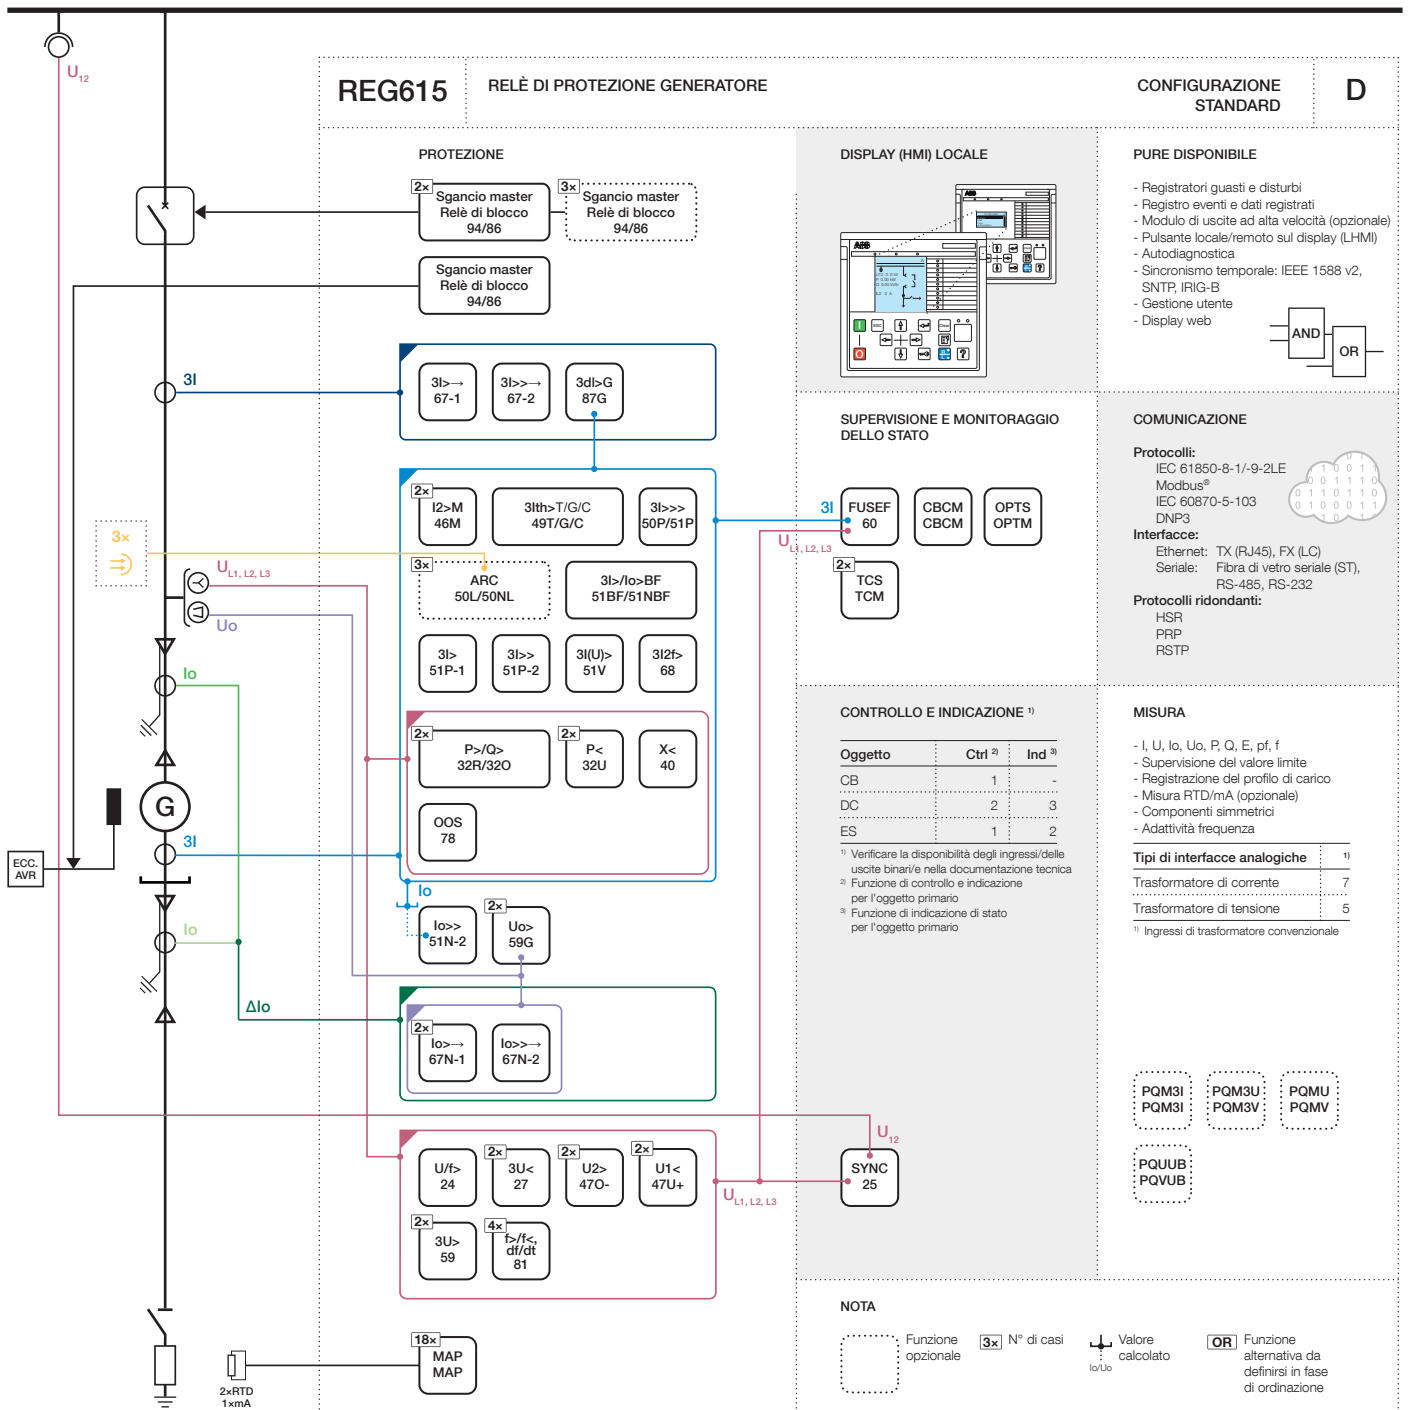 U12
REG615
RELÈ DI PROTEZIONE GENERATORE
CONFIGURAZIONE
STANDARD
D
PROTEZIONE
2×
Sgancio master
Relè di blocco
94/86
3×
Sgancio master
Relè di blocco
94/86
Sgancio master
Relè di blocco
94/86
3I
3I>→
67-1
3I>>→
67-2
3dI>G
87G
2×
I2>M
46M
3Ith>T/G/C
49T/G/C
3I>>>
50P/51P
3×
3×
ARC
50L/50NL
3I>/Io>BF
51BF/51NBF
UL1, L2, L3
Uo
3I>
51P-1
3I>>
51P-2
3I(U)>
51V
3I2f>
68
Io
2×
P>/Q>
32R/32O
2×
P<
32U
X<
40
OOS
78
G
3I
ECC.
AVR
Io
Io
Io>>
51N-2
2×
Uo>
59G
ΔIo
2×
Io>→
67N-1
Io>>→
67N-2
U/f>
24
2×
3U<
27
2×
U2>
47O-
2×
U1<
47U+
2×
3U>
59
4×
f>/f<,
df/dt
81
UL1, L2, L3
18×
MAP
MAP
2×RTD
1×mA
DISPLAY (HMI) LOCALE
ABB
ABB
ESC
Clear
SUPERVISIONE E MONITORAGGIO
DELLO STATO
3I
UL1, L2, L3
FUSEF
60
CBCM
CBCM
OPTS
OPTM
2×
TCS
TCM
CONTROLLO E INDICAZIONE 1)
Oggetto Ctrl 2) Ind 3)
CB 1 -
DC 2 3
ES 1 2
1) Verificare la disponibilità degli ingressi/delle
uscite binari/e nella documentazione tecnica
2) Funzione di controllo e indicazione
per l'oggetto primario
3) Funzione di indicazione di stato
per l'oggetto primario
U12
SYNC
25
PURE DISPONIBILE
- Registratori guasti e disturbi
- Registro eventi e dati registrati
- Modulo di uscite ad alta velocità (opzionale)
- Pulsante locale/remoto sul display (LHMI)
- Autodiagnostica
- Sincronismo temporale: IEEE 1588 v2,
SNTP, IRIG-B
- Gestione utente
- Display web
AND
OR
COMUNICAZIONE
Protocolli:
IEC 61850-8-1/-9-2LE
Modbus®
IEC 60870-5-103
DNP3
Interfacce:
Ethernet: TX (RJ45), FX (LC)
Seriale: Fibra di vetro seriale (ST),
RS-485, RS-232
Protocolli ridondanti:
HSR
PRP
RSTP
MISURA
- I, U, Io, Uo, P, Q, E, pf, f
- Supervisione del valore limite
- Registrazione del profilo di carico
- Misura RTD/mA (opzionale)
- Componenti simmetrici
- Adattività frequenza
Tipi di interfacce analogiche 1)
Trasformatore di corrente 7
Trasformatore di tensione 5
1) Ingressi di trasformatore convenzionale
PQM3I
PQM3I
PQM3U
PQM3V
PQMU
PQMV
PQUUB
PQVUB
NOTA
Funzione
opzionale
3×
N° di casi
Io/Uo
Valore
calcolato
OR
Funzione
alternativa da
definirsi in fase
di ordinazione